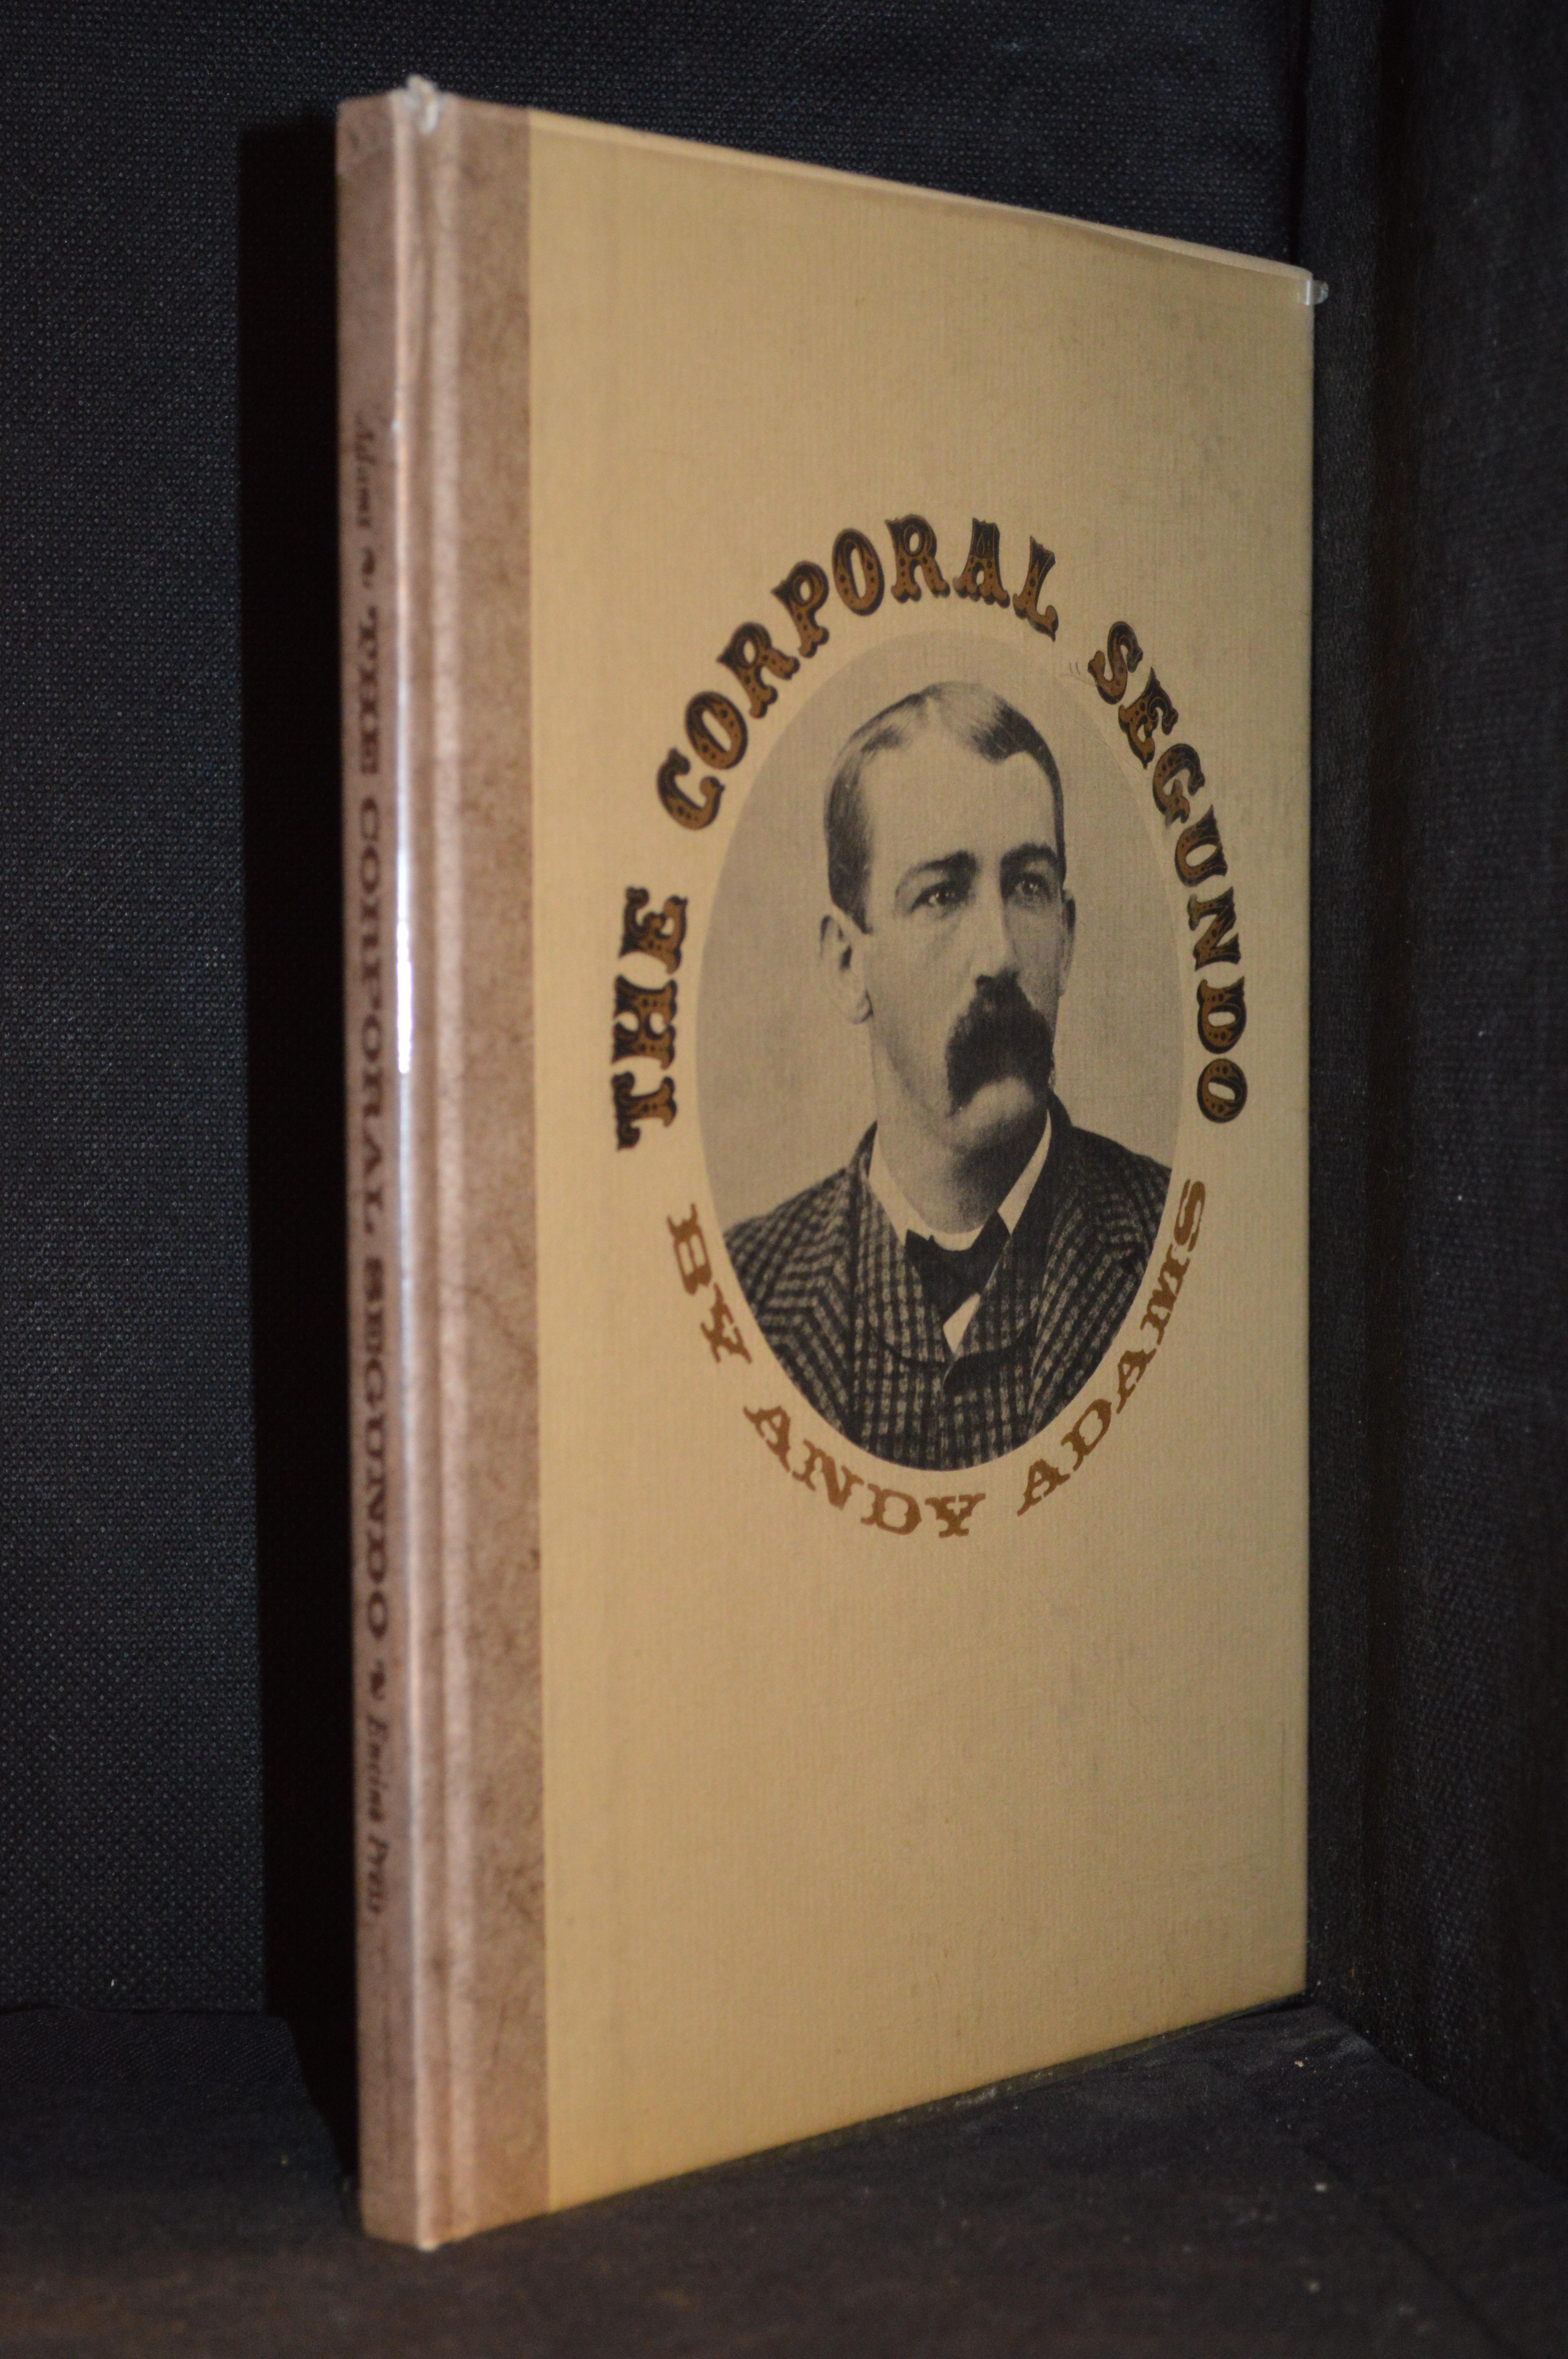 Adams THE CORPORAL SEGUNDO Encino Press
THE CORPORAL SEGUNDO
BY ANDY ADAMS